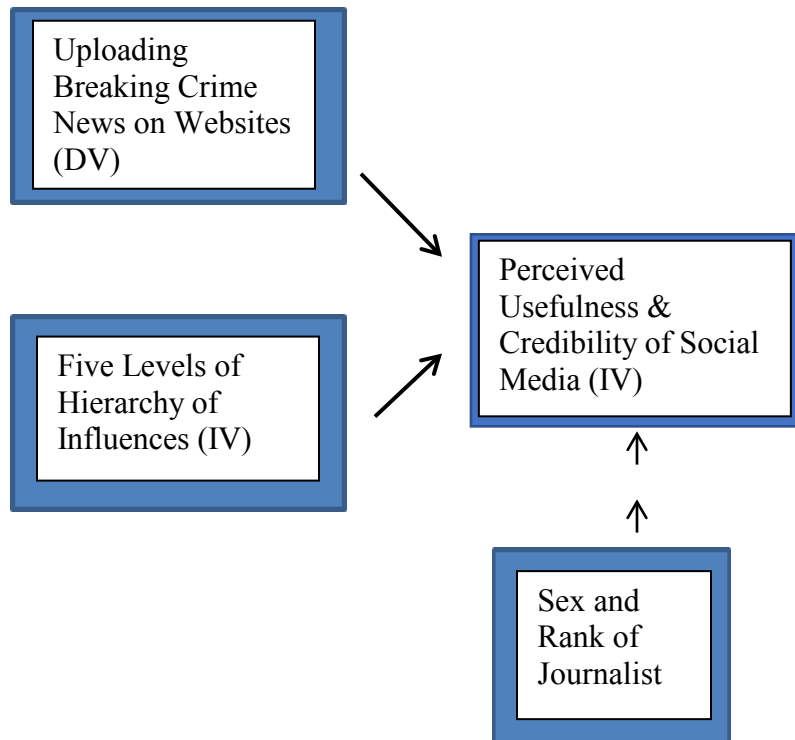 Uploading
Breaking Crime
News on Websites
(DV)
Perceived
Usefulness &
Credibility of Social
Media (IV)
Five Levels of
Hierarchy of
Influences (IV)
Sex and
Rank of
Journalist